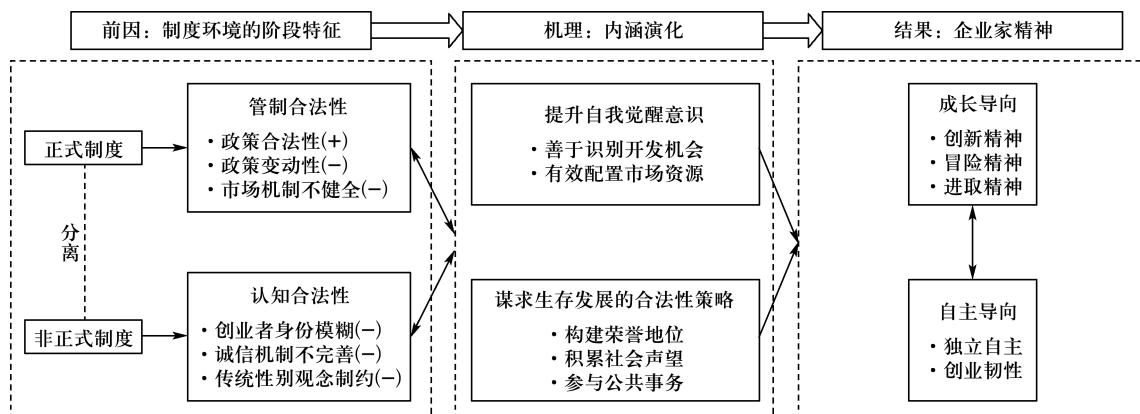 前因：制度环境的阶段特征
机理：内涵演化
结果：企业家精神
正式制度
分离
非正式制度
管制合法性
· 政策合法性(+)
· 政策变动性(−)
· 市场机制不健全(−)
认知合法性
· 创业者身份模糊(−)
· 诚信机制不完善(−)
· 传统性别观念制约(−)
提升自我觉醒意识
· 善于识别开发机会
· 有效配置市场资源
谋求生存发展的合法性策略
· 构建荣誉地位
· 积累社会声望
· 参与公共事务
成长导向
· 创新精神
· 冒险精神
· 进取精神
自主导向
· 独立自主
· 创业韧性